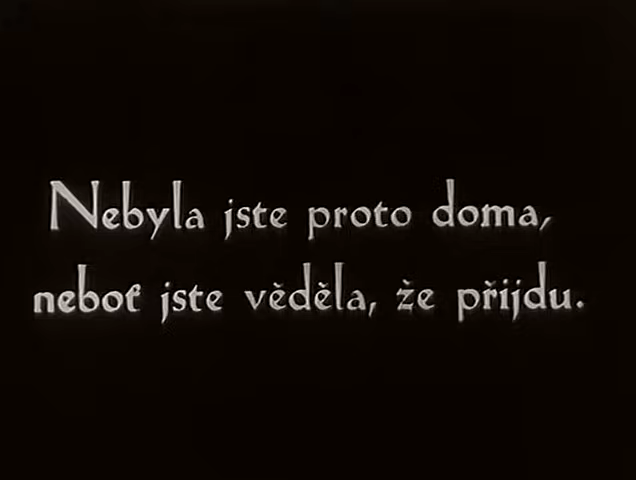 Nebyla jste proto doma,
neboť jste věděla, že přijdu.